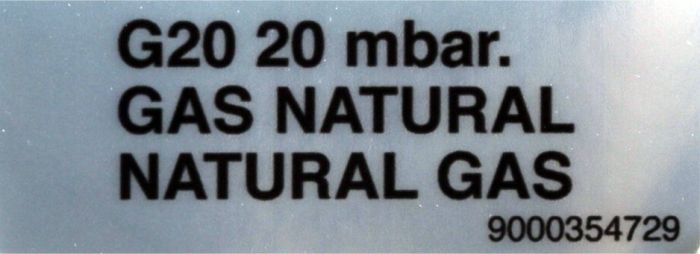 G20 20 mbar.
GAS NATURAL
NATURAL GAS
9000354729